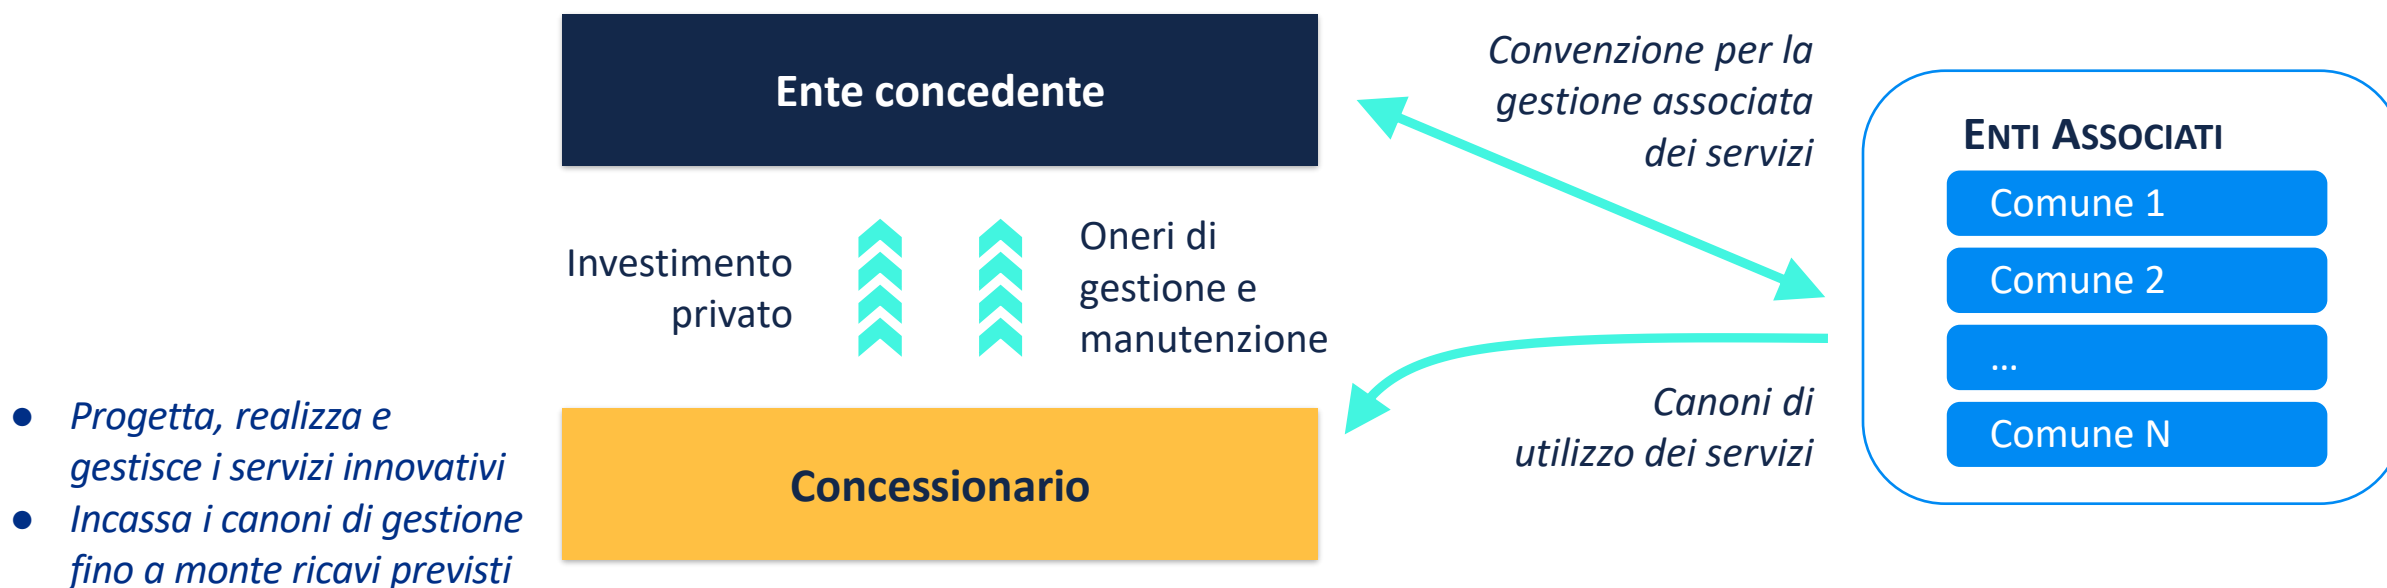 Ente concedente
Convenzione per la
gestione associata
dei servizi
ENTI ASSOCIATI
Comune 1
Comune 2
...
Comune N
Investimento
privato
Oneri di
gestione e
manutenzione
Canoni di
utilizzo dei servizi
● Progetta, realizza e
gestisce i servizi innovativi
● Incassa i canoni di gestione
fino a monte ricavi previsti
Concessionario